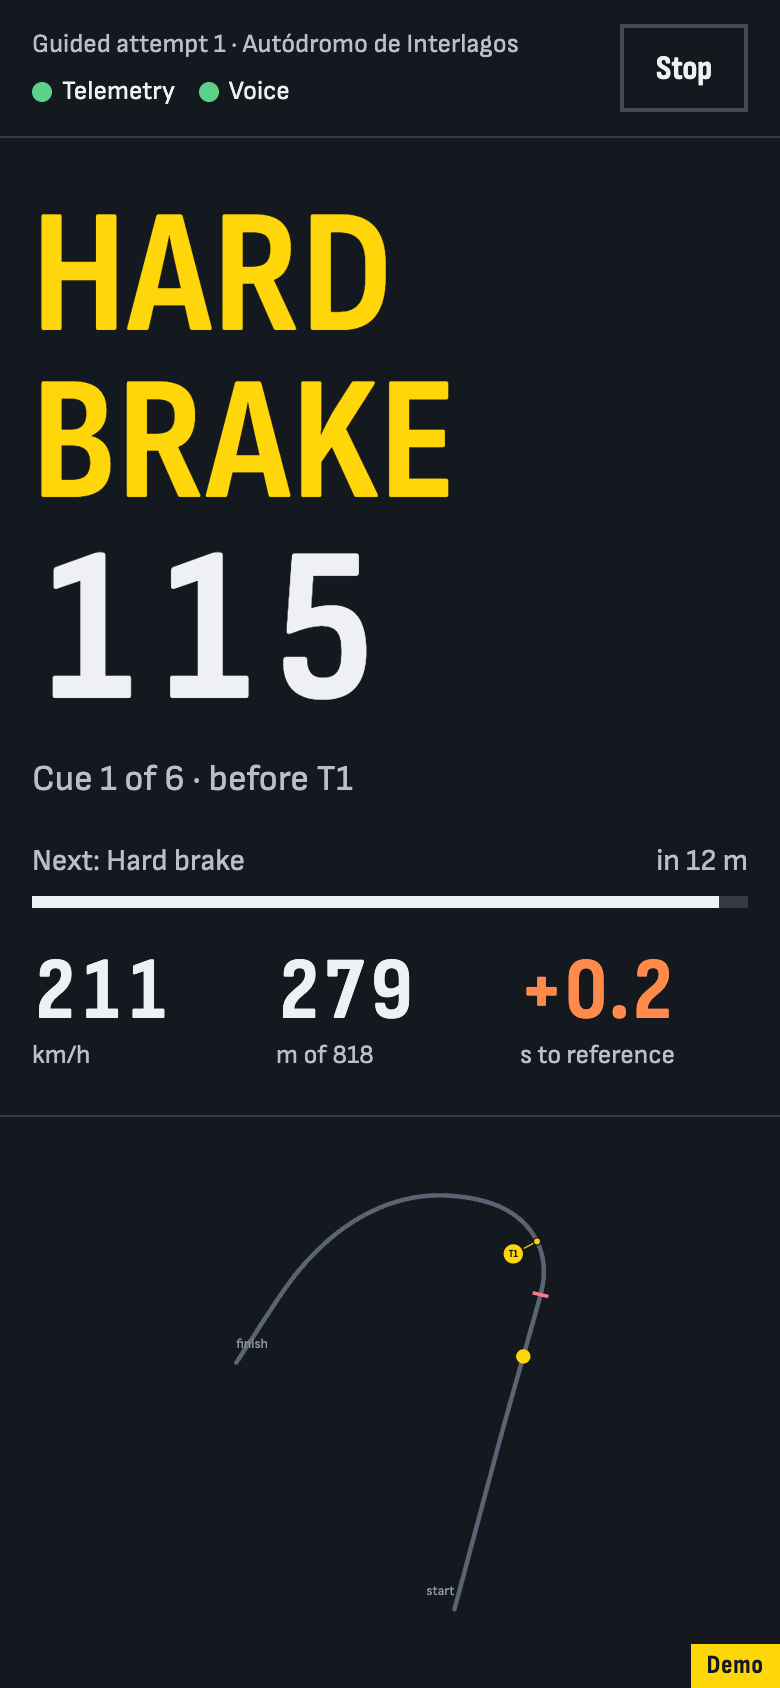 Guided attempt 1 · Autódromo de Interlagos
Telemetry Voice
Stop
HARD
BRAKE
115
Cue 1 of 6 · before T1
Next: Hard brake in 12 m
211 279 +0.2
km/h m of 818 s to reference
T1
finish
start
Demo